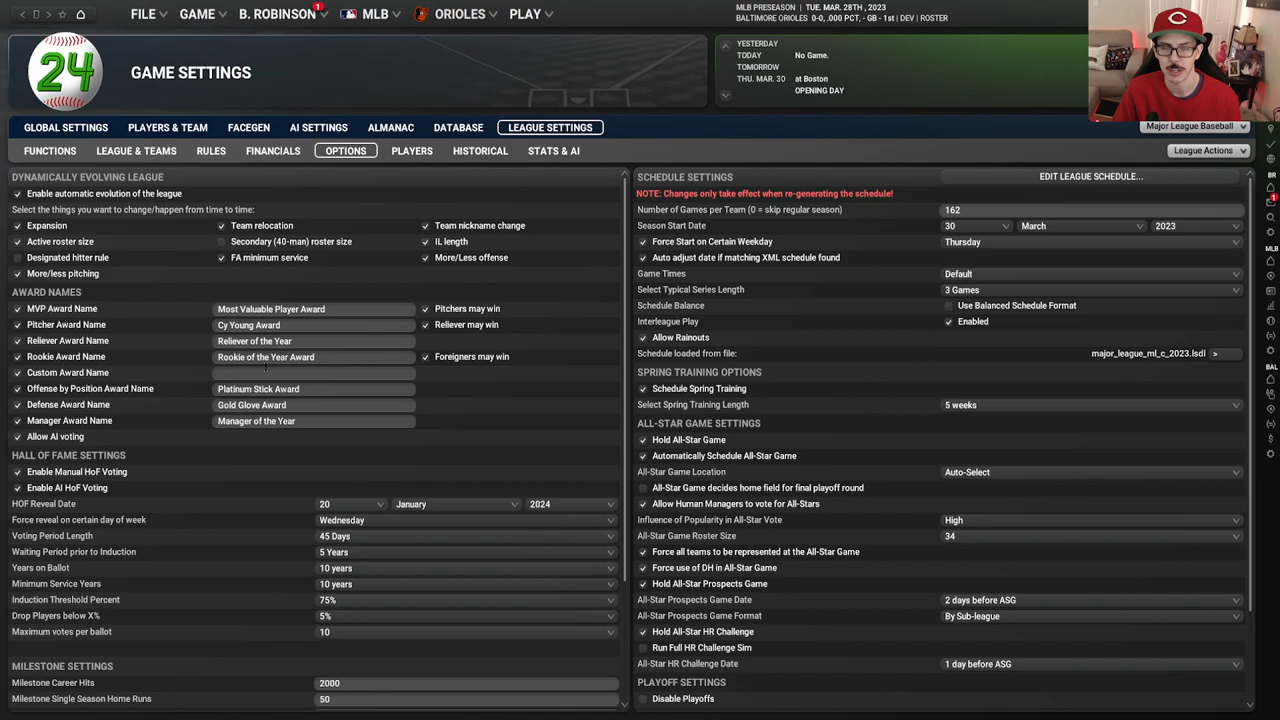 FILE GAME B. ROBINSON 1 MLB ORIOLES PLAY
MLB PRESEASON | TUE. MAR. 28TH, 2023
BALTIMORE ORIOLES 0-0, .000 PCT, - GB - 1st | DEV | ROSTER
24
GAME SETTINGS
YESTERDAY
TODAY No Game.
TOMORROW
THU. MAR. 30 at Boston
OPENING DAY
GLOBAL SETTINGS PLAYERS & TEAM FACEGEN AI SETTINGS ALMANAC DATABASE LEAGUE SETTINGS Major League Baseball
FUNCTIONS LEAGUE & TEAMS RULES FINANCIALS OPTIONS PLAYERS HISTORICAL STATS & AI League Actions
DYNAMICALLY EVOLVING LEAGUE
Enable automatic evolution of the league
Select the things you want to change/happen from time to time:
Expansion Team relocation Team nickname change
Active roster size Secondary (40-man) roster size IL length
Designated hitter rule FA minimum service More/Less offense
More/less pitching
AWARD NAMES
MVP Award Name Most Valuable Player Award Pitchers may win
Pitcher Award Name Cy Young Award Reliever may win
Reliever Award Name Reliever of the Year
Rookie Award Name Rookie of the Year Award Foreigners may win
Custom Award Name
Offense by Position Award Name Platinum Stick Award
Defense Award Name Gold Glove Award
Manager Award Name Manager of the Year
Allow AI voting
HALL OF FAME SETTINGS
Enable Manual HoF Voting
Enable AI HoF Voting
HOF Reveal Date 20 January 2024
Force reveal on certain day of week Wednesday
Voting Period Length 45 Days
Waiting Period prior to Induction 5 Years
Years on Ballot 10 years
Minimum Service Years 10 years
Induction Threshold Percent 75%
Drop Players below X% 5%
Maximum votes per ballot 10
MILESTONE SETTINGS
Milestone Career Hits 2000
Milestone Single Season Home Runs 50
SCHEDULE SETTINGS EDIT LEAGUE SCHEDULE...
NOTE: Changes only take effect when re-generating the schedule!
Number of Games per Team (0 = skip regular season) 162
Season Start Date 30 March 2023
Force Start on Certain Weekday Thursday
Auto adjust date if matching XML schedule found
Game Times Default
Select Typical Series Length 3 Games
Schedule Balance Use Balanced Schedule Format
Interleague Play Enabled
Allow Rainouts
Schedule loaded from file: major_league_ml_c_2023.lsdl >
SPRING TRAINING OPTIONS
Schedule Spring Training
Select Spring Training Length 5 weeks
ALL-STAR GAME SETTINGS
Hold All-Star Game
Automatically Schedule All-Star Game
All-Star Game Location Auto-Select
All-Star Game decides home field for final playoff round
Allow Human Managers to vote for All-Stars
Influence of Popularity in All-Star Vote High
All-Star Game Roster Size 34
Force all teams to be represented at the All-Star Game
Force use of DH in All-Star Game
Hold All-Star Prospects Game
All-Star Prospects Game Date 2 days before ASG
All-Star Prospects Game Format By Sub-league
Hold All-Star HR Challenge
Run Full HR Challenge Sim
All-Star HR Challenge Date 1 day before ASG
PLAYOFF SETTINGS
Disable Playoffs
BR
1
MLB
BAL